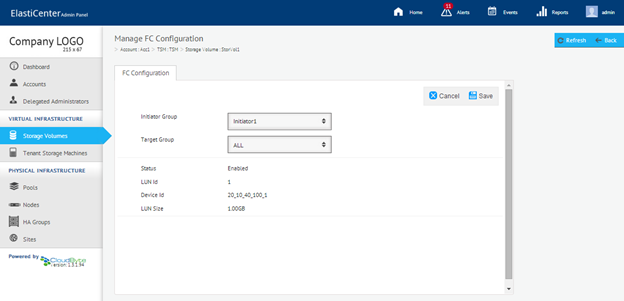 ElastiCenter Admin Panel
Home
11
Alerts
Events
Reports
admin
Company LOGO
215 x 67
Manage FC Configuration
> Account : Acc1 > TSM : TSM > Storage Volume : StorVol1
Refresh
Back
Dashboard
Accounts
Delegated Administrators
VIRTUAL INFRASTRUCTURE
Storage Volumes
Tenant Storage Machines
PHYSICAL INFRASTRUCTURE
Pools
Nodes
HA Groups
Sites
Powered by CloudByte
Version: 1.3.1.94
FC Configuration
Cancel
Save
Initiator Group
Initiator1
Target Group
ALL
Status Enabled
LUN Id 1
Device Id 20_10_40_100_1
LUN Size 1.00GB